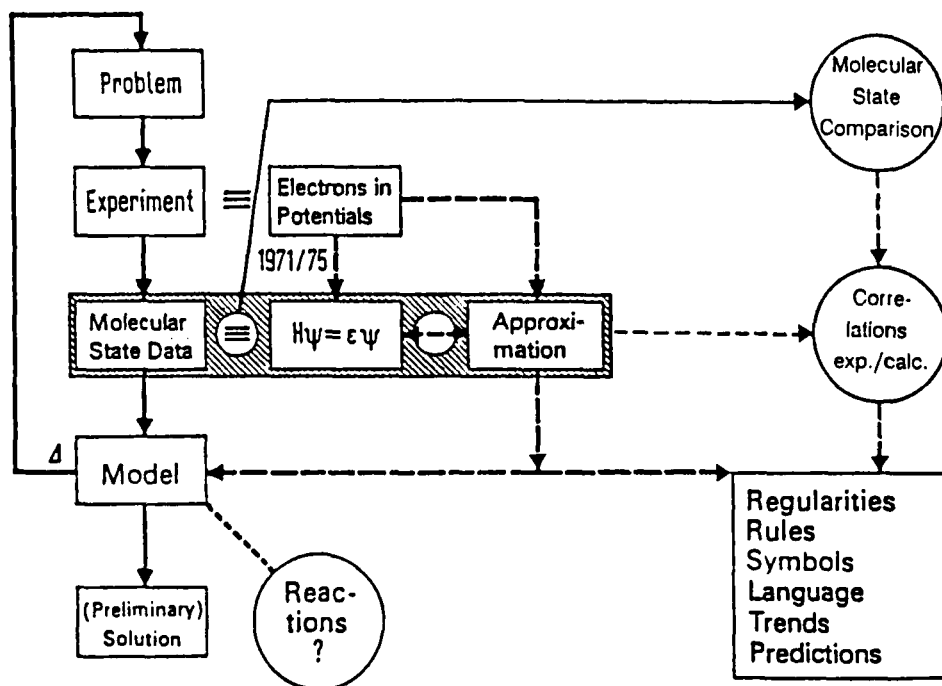 Problem
Molecular
State
Comparison
Experiment
≡
Electrons in
Potentials
1971/75
Molecular
State Data
≡
Hψ = εψ
Approxi-
mation
Corre-
lations
exp./calc.
Δ
Model
Regularities
Rules
Symbols
Language
Trends
Predictions
(Preliminary)
Solution
Reac-
tions
?